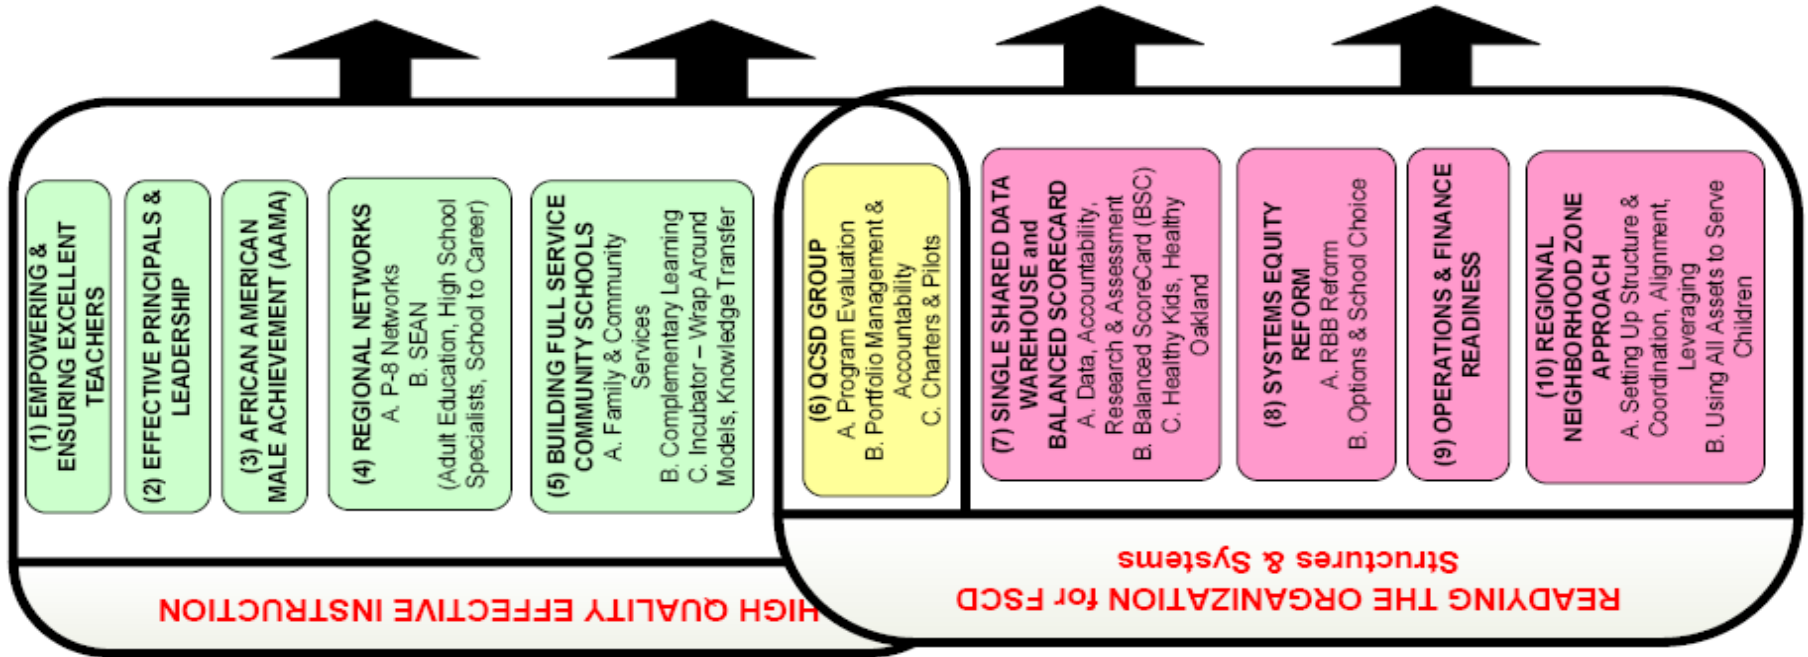 (1) EMPOWERING &
ENSURING EXCELLENT
TEACHERS
(2) EFFECTIVE PRINCIPALS &
LEADERSHIP
(3) AFRICAN AMERICAN
MALE ACHIEVEMENT (AAMA)
(4) REGIONAL NETWORKS
A. P-8 Networks
B. SEAN
(Adult Education, High School
Specialists, School to Career)
(5) BUILDING FULL SERVICE
COMMUNITY SCHOOLS
A. Family & Community
Services
B. Complementary Learning
C. Incubator – Wrap Around
Models, Knowledge Transfer
(6) QCSD GROUP
A. Program Evaluation
B. Portfolio Management &
Accountability
C. Charters & Pilots
(7) SINGLE SHARED DATA
WAREHOUSE and
BALANCED SCORECARD
A. Data, Accountability,
Research & Assessment
B. Balanced ScoreCard (BSC)
C. Healthy Kids, Healthy
Oakland
(8) SYSTEMS EQUITY
REFORM
A. RBB Reform
B. Options & School Choice
(9) OPERATIONS & FINANCE
READINESS
(10) REGIONAL
NEIGHBORHOOD ZONE
APPROACH
A. Setting Up Structure &
Coordination, Alignment,
Leveraging
B. Using All Assets to Serve
Children
HIGH QUALITY EFFECTIVE INSTRUCTION
READYING THE ORGANIZATION for FSCD
Structures & Systems